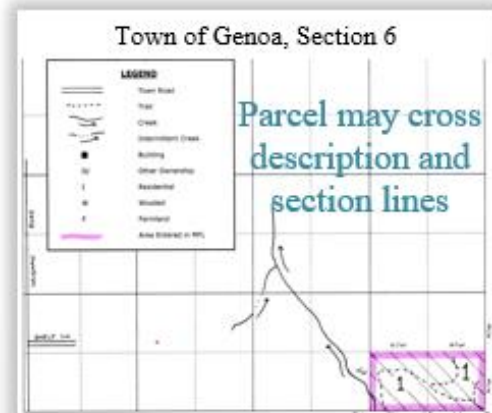 Town of Genoa, Section 6
LEGEND
Town Road
Trail
Creek
Intermittent Creek
Building
Other Ownership
Residential
W Wooded
F Farmland
Area Entered in MFL
Parcel may cross
description and
section lines
1
1